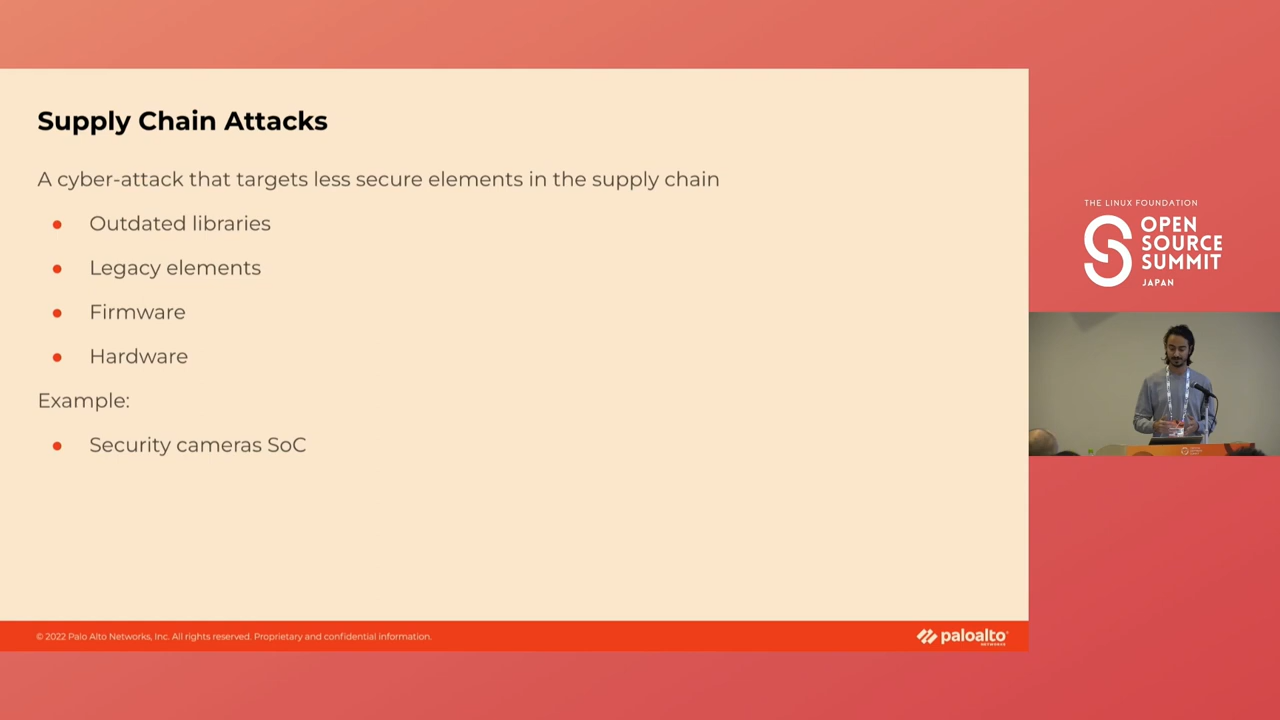 Supply Chain Attacks
A cyber-attack that targets less secure elements in the supply chain
● Outdated libraries
● Legacy elements
● Firmware
● Hardware
Example:
● Security cameras SoC
© 2022 Palo Alto Networks, Inc. All rights reserved. Proprietary and confidential information.
paloalto
NETWORKS
THE LINUX FOUNDATION
OPEN
SOURCE
SUMMIT
JAPAN